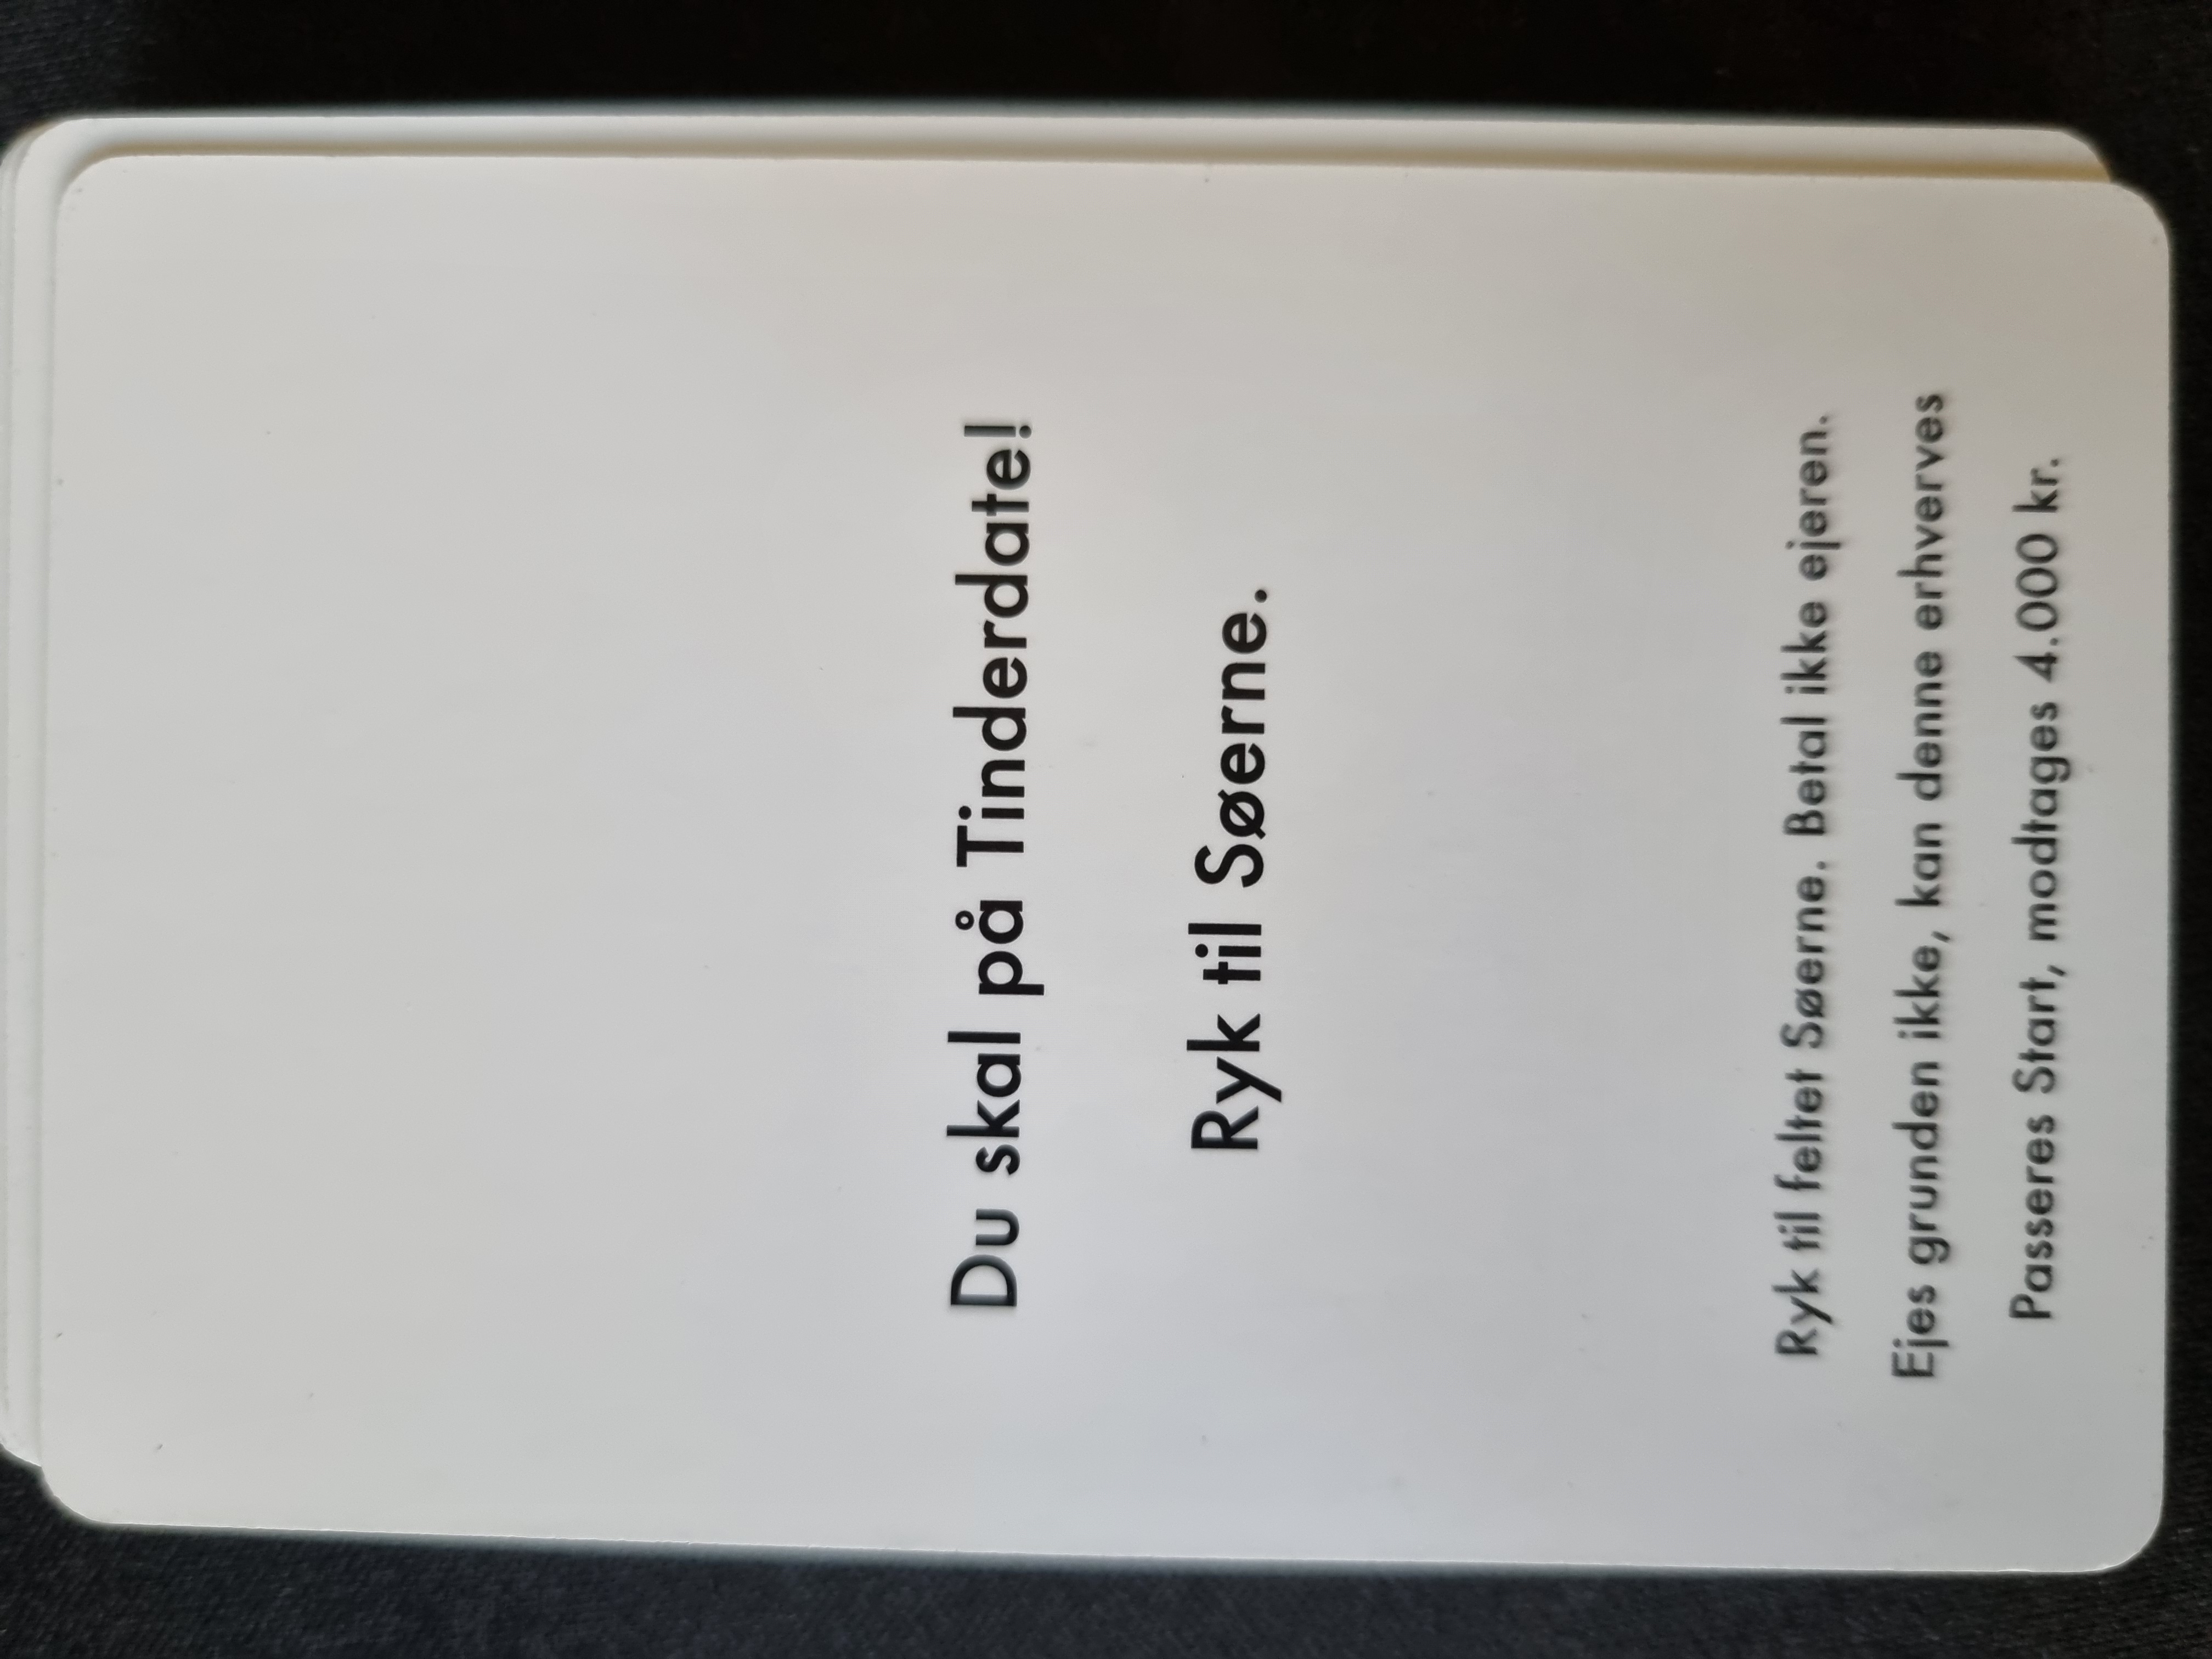 Du skal på Tinderdate!
Ryk til Søerne.
Ryk til feltet Søerne. Betal ikke ejeren.
Ejes grunden ikke, kan denne erhverves
Passeres Start, modtages 4.000 kr.